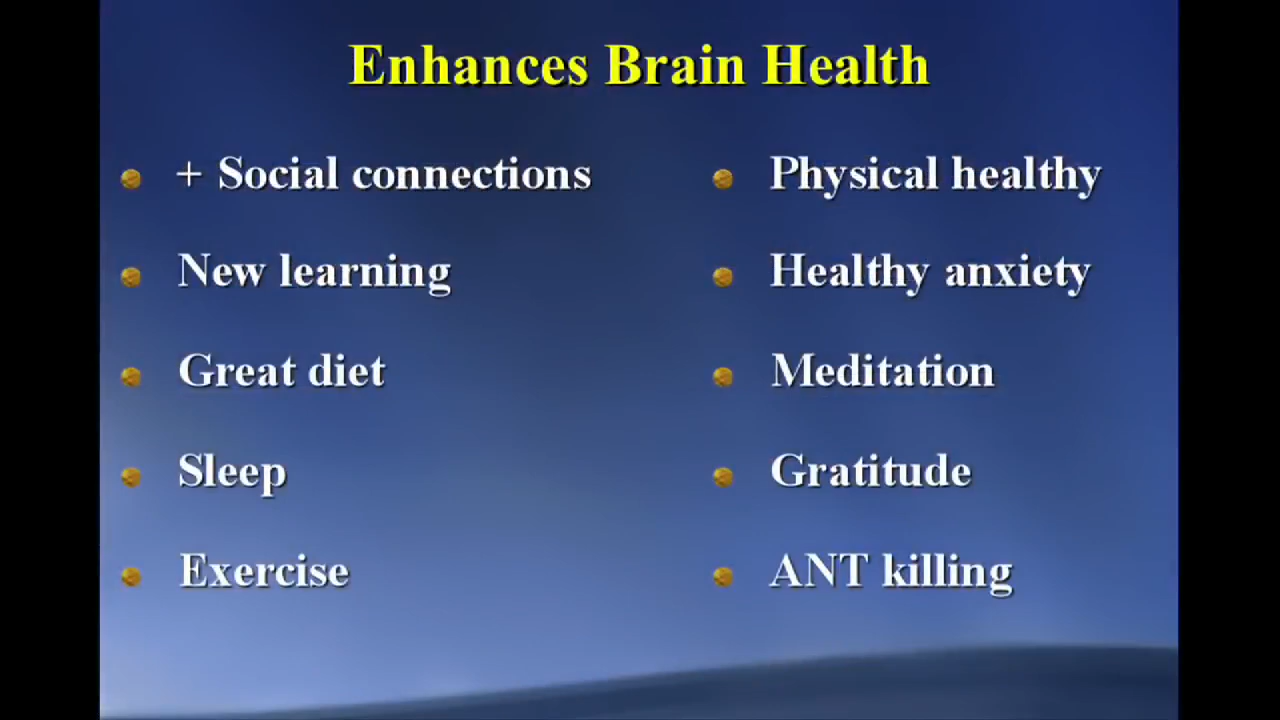 Enhances Brain Health
+ Social connections
New learning
Great diet
Sleep
Exercise
Physical healthy
Healthy anxiety
Meditation
Gratitude
ANT killing